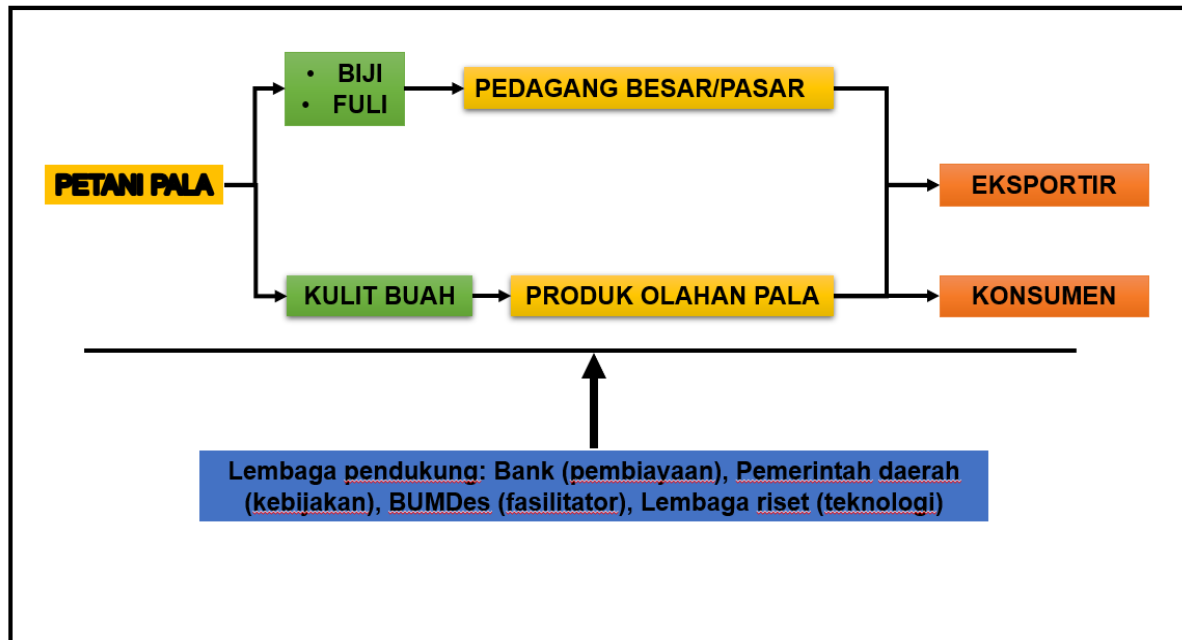 • BIJI
• FULI
PEDAGANG BESAR/PASAR
PETANI PALA
EKSPORTIR
KULIT BUAH
PRODUK OLAHAN PALA
KONSUMEN
Lembaga pendukung: Bank (pembiayaan), Pemerintah daerah
(kebijakan), BUMDes (fasilitator), Lembaga riset (teknologi)